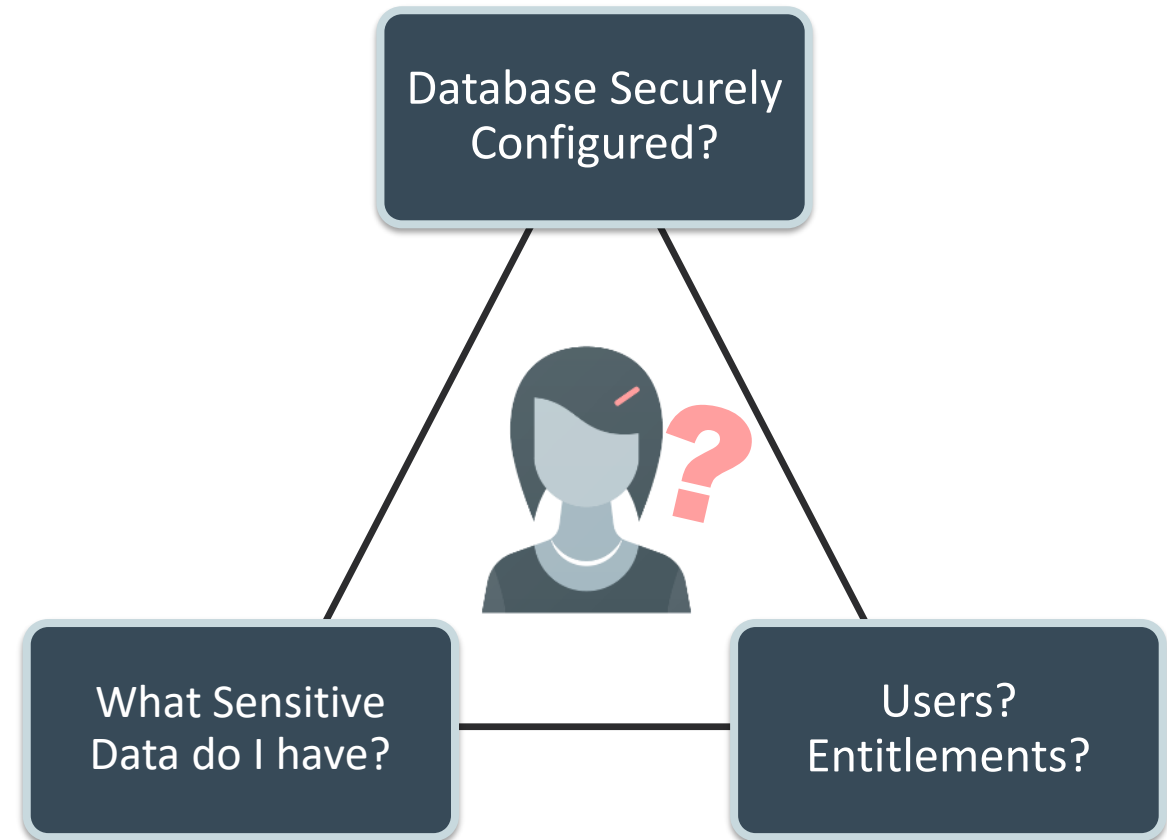 Database Securely
Configured?
?
What Sensitive
Data do I have?
Users?
Entitlements?